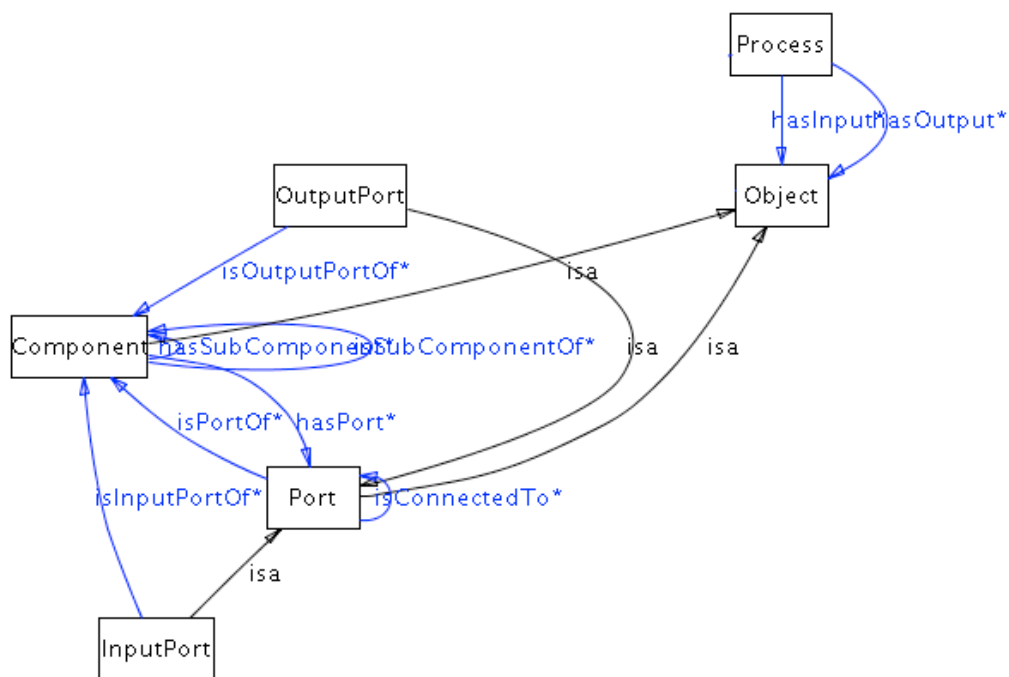 Process
hasInput*
hasOutput*
OutputPort
Object
isOutputPortOf*
isa
Component
hasSubComponent*
isSubComponentOf*
isa
isa
isPortOf*
hasPort*
isInputPortOf*
Port
isConnectedTo*
isa
InputPort